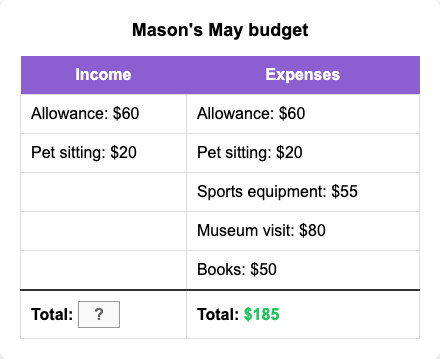 Mason's May budget
Income Expenses
Allowance: $60 Allowance: $60
Pet sitting: $20 Pet sitting: $20
Sports equipment: $55
Museum visit: $80
Books: $50
Total: ? Total: $185